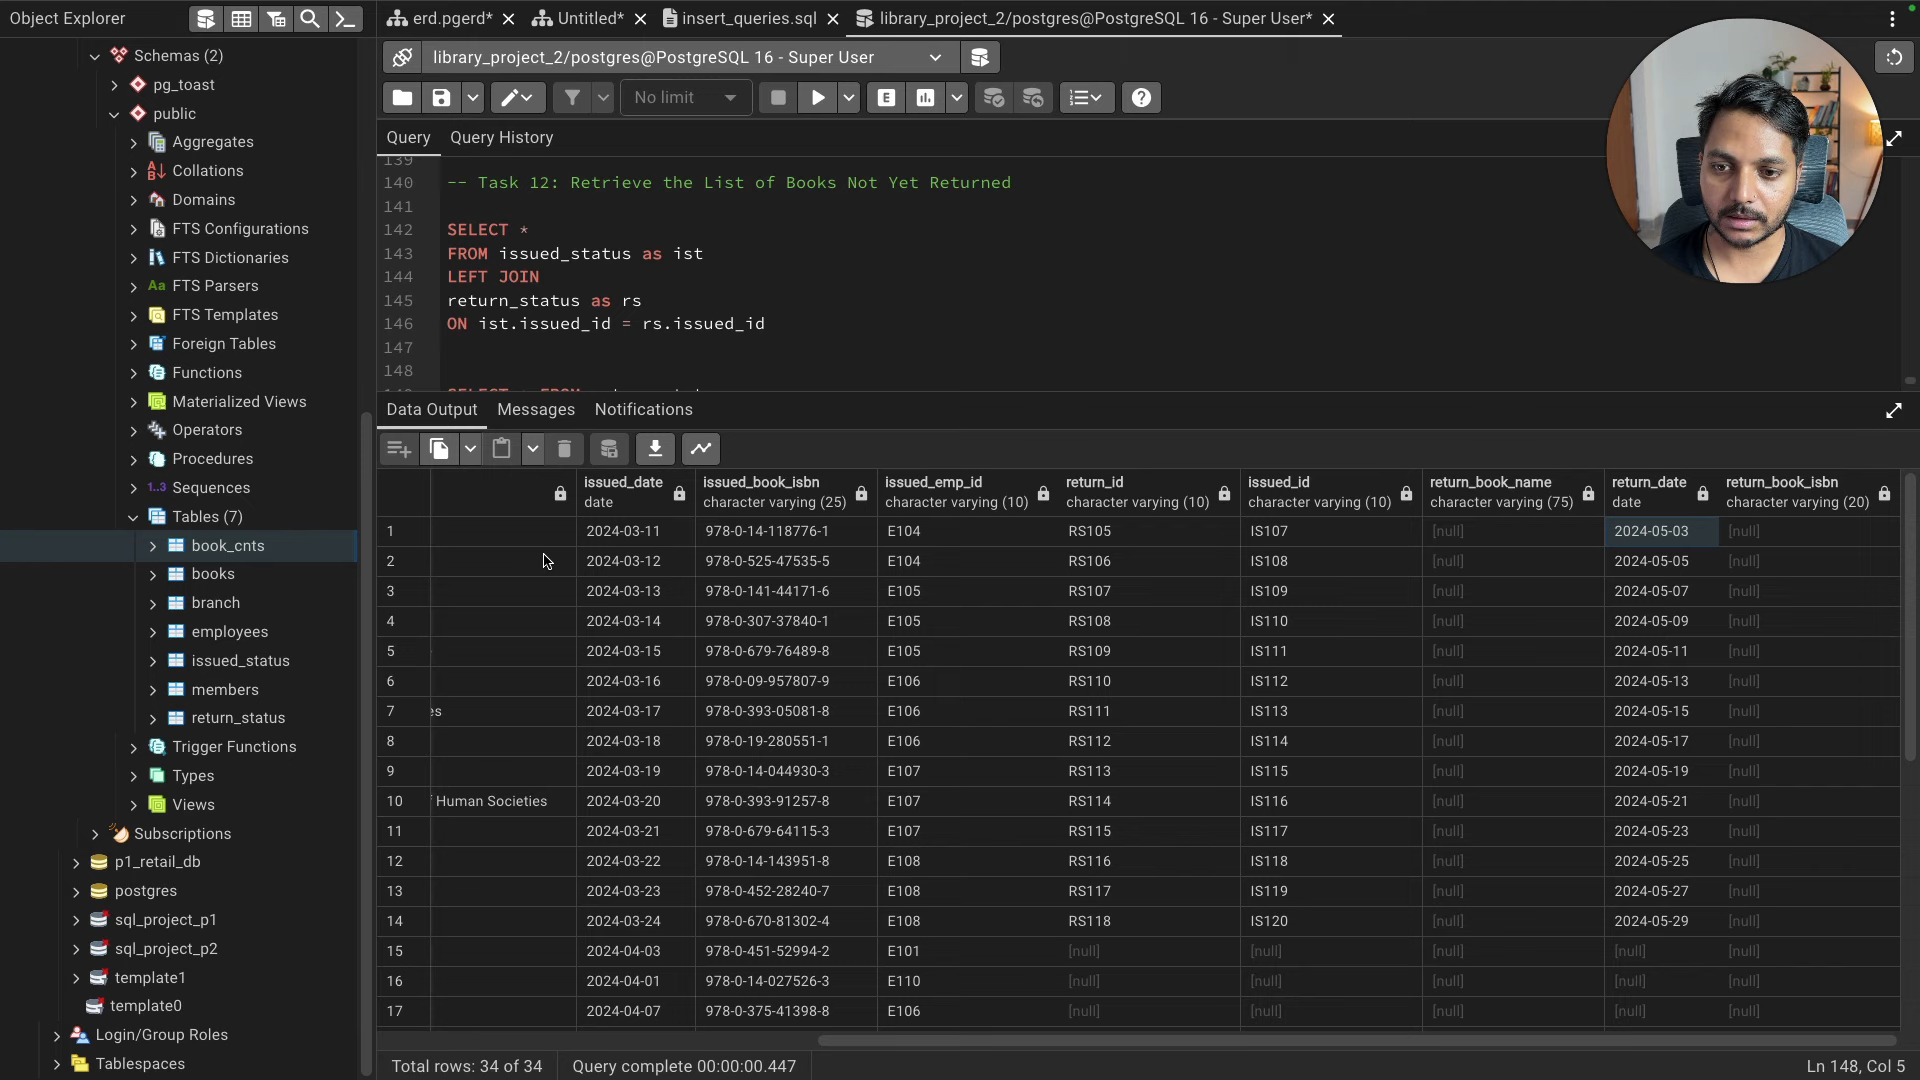 Object Explorer
erd.pgerd*
Untitled*
insert_queries.sql
library_project_2/postgres@PostgreSQL 16 - Super User*
Schemas (2)
pg_toast
public
Aggregates
Collations
Domains
FTS Configurations
FTS Dictionaries
Aa FTS Parsers
FTS Templates
Foreign Tables
Functions
Materialized Views
Operators
Procedures
1..3 Sequences
Tables (7)
book_cnts
books
branch
employees
issued_status
members
return_status
Trigger Functions
Types
Views
Subscriptions
p1_retail_db
postgres
sql_project_p1
sql_project_p2
template1
template0
Login/Group Roles
Tablespaces
library_project_2/postgres@PostgreSQL 16 - Super User
No limit
E
Query Query History
139
140 -- Task 12: Retrieve the List of Books Not Yet Returned
141
142 SELECT *
143 FROM issued_status as ist
144 LEFT JOIN
145 return_status as rs
146 ON ist.issued_id = rs.issued_id
147
148
Data Output Messages Notifications
issued_date date issued_book_isbn character varying (25) issued_emp_id character varying (10) return_id character varying (10) issued_id character varying (10) return_book_name character varying (75) return_date date return_book_isbn character varying (20)
1 2024-03-11 978-0-14-118776-1 E104 RS105 IS107 [null] 2024-05-03 [null]
2 2024-03-12 978-0-525-47535-5 E104 RS106 IS108 [null] 2024-05-05 [null]
3 2024-03-13 978-0-141-44171-6 E105 RS107 IS109 [null] 2024-05-07 [null]
4 2024-03-14 978-0-307-37840-1 E105 RS108 IS110 [null] 2024-05-09 [null]
5 2024-03-15 978-0-679-76489-8 E105 RS109 IS111 [null] 2024-05-11 [null]
6 2024-03-16 978-0-09-957807-9 E106 RS110 IS112 [null] 2024-05-13 [null]
7 es 2024-03-17 978-0-393-05081-8 E106 RS111 IS113 [null] 2024-05-15 [null]
8 2024-03-18 978-0-19-280551-1 E106 RS112 IS114 [null] 2024-05-17 [null]
9 2024-03-19 978-0-14-044930-3 E107 RS113 IS115 [null] 2024-05-19 [null]
10 Human Societies 2024-03-20 978-0-393-91257-8 E107 RS114 IS116 [null] 2024-05-21 [null]
11 2024-03-21 978-0-679-64115-3 E107 RS115 IS117 [null] 2024-05-23 [null]
12 2024-03-22 978-0-14-143951-8 E108 RS116 IS118 [null] 2024-05-25 [null]
13 2024-03-23 978-0-452-28240-7 E108 RS117 IS119 [null] 2024-05-27 [null]
14 2024-03-24 978-0-670-81302-4 E108 RS118 IS120 [null] 2024-05-29 [null]
15 2024-04-03 978-0-451-52994-2 E101 [null] [null] [null] [null] [null]
16 2024-04-01 978-0-14-027526-3 E110 [null] [null] [null] [null] [null]
17 2024-04-07 978-0-375-41398-8 E106 [null] [null] [null] [null] [null]
Total rows: 34 of 34 Query complete 00:00:00.447 Ln 148, Col 5